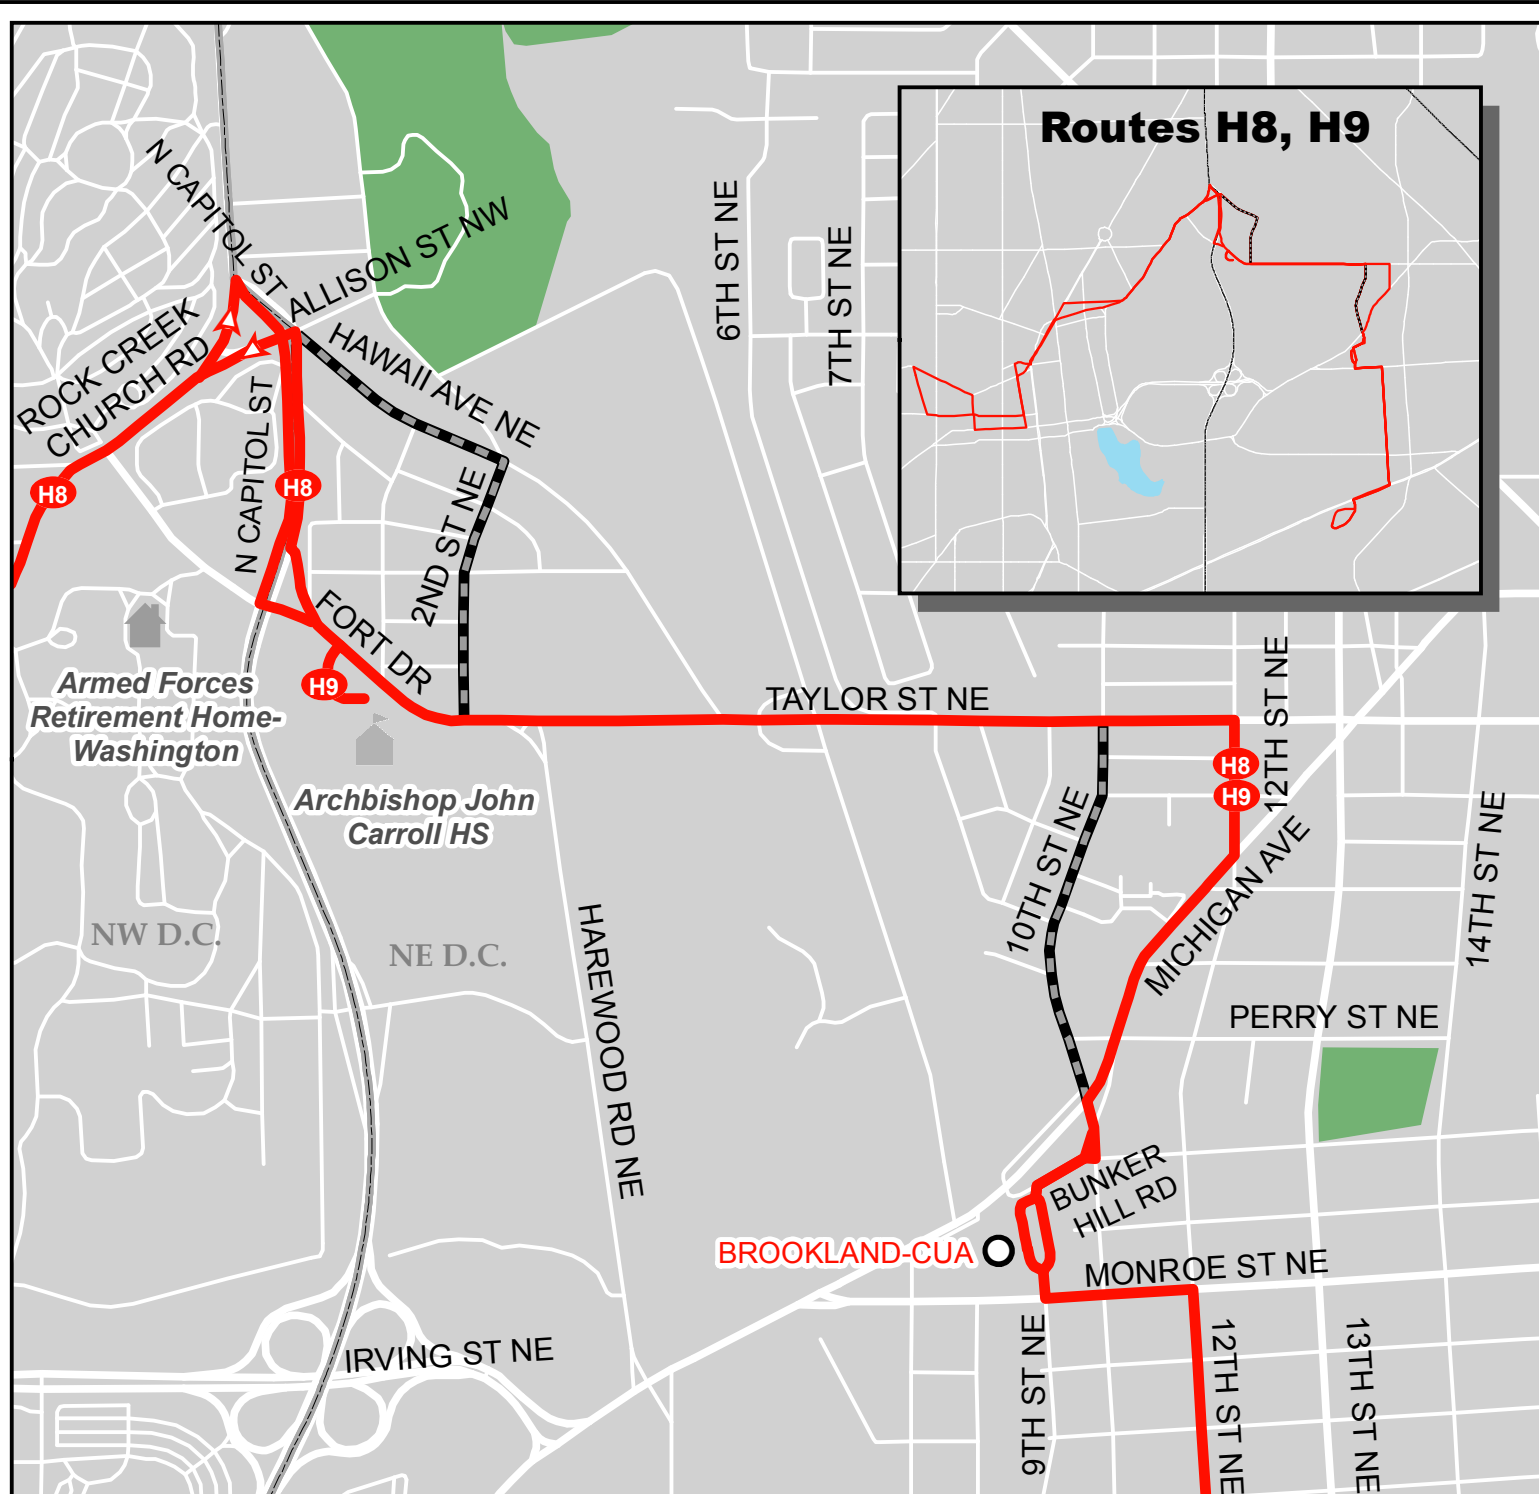 Routes H8, H9
N CAPITOL ST
ALLISON ST NW
6TH ST NE
7TH ST NE
HAWAII AVE NE
ROCK CREEK
CHURCH RD
N CAPITOL ST
H8
H8
2ND ST NE
FORT DR
H9
Armed Forces
Retirement Home-
Washington
TAYLOR ST NE
12TH ST NE
H8
H9
Archbishop John
Carroll HS
10TH ST NE
MICHIGAN AVE
14TH ST NE
NW D.C.
NE D.C.
HAREWOOD RD NE
PERRY ST NE
BUNKER
HILL RD
BROOKLAND-CUA
MONROE ST NE
IRVING ST NE
9TH ST NE
12TH ST NE
13TH ST NE